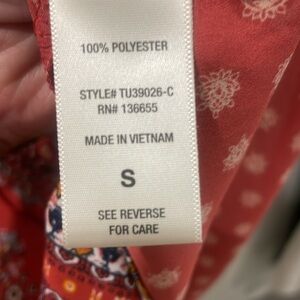 100% POLYESTER
STYLE# TU39026-C
RN# 136655
MADE IN VIETNAM
S
SEE REVERSE
FOR CARE